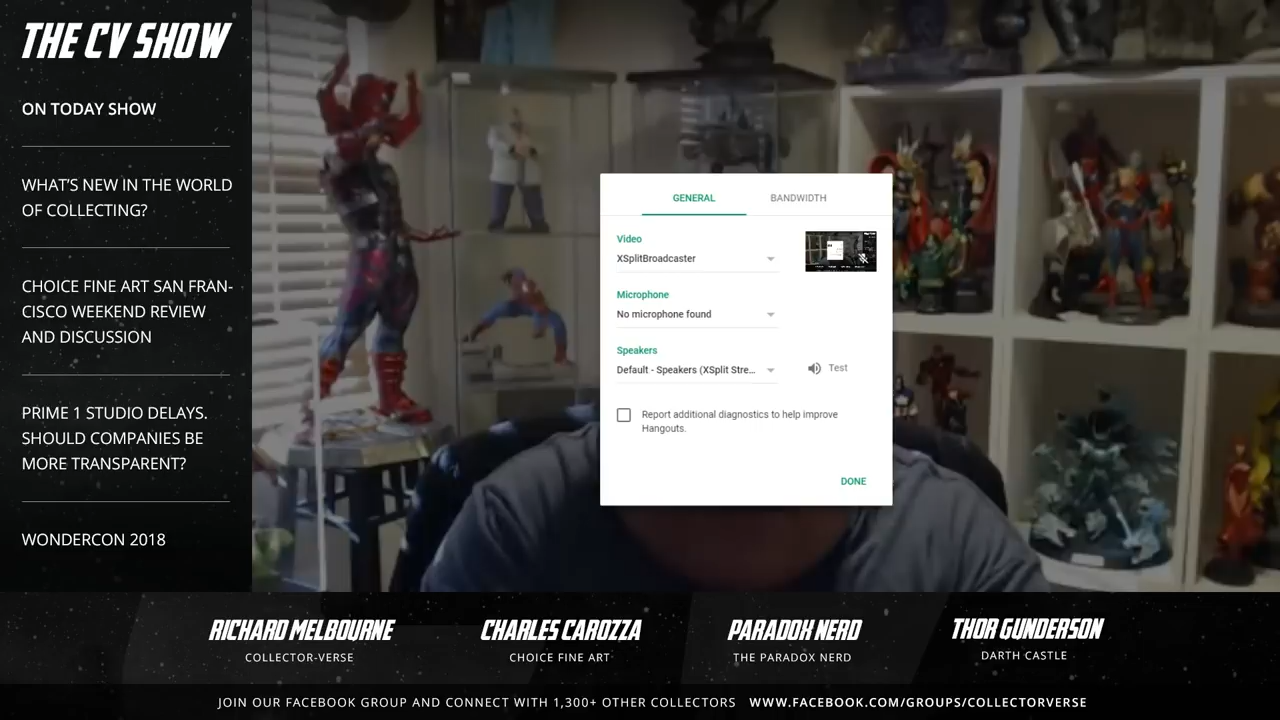 THE CV SHOW
ON TODAY SHOW
WHAT'S NEW IN THE WORLD
OF COLLECTING?
CHOICE FINE ART SAN FRAN-
CISCO WEEKEND REVIEW
AND DISCUSSION
PRIME 1 STUDIO DELAYS.
SHOULD COMPANIES BE
MORE TRANSPARENT?
WONDERCON 2018
GENERAL
BANDWIDTH
Video
XSplitBroadcaster
Microphone
No microphone found
Speakers
Default - Speakers (XSplit Stre...
Test
Report additional diagnostics to help improve
Hangouts.
DONE
RICHARD MELBOURNE
COLLECTOR-VERSE
CHARLES CAROZZA
CHOICE FINE ART
PARADOX NERD
THE PARADOX NERD
THOR GUNDERSON
DARTH CASTLE
JOIN OUR FACEBOOK GROUP AND CONNECT WITH 1,300+ OTHER COLLECTORS WWW.FACEBOOK.COM/GROUPS/COLLECTORVERSE